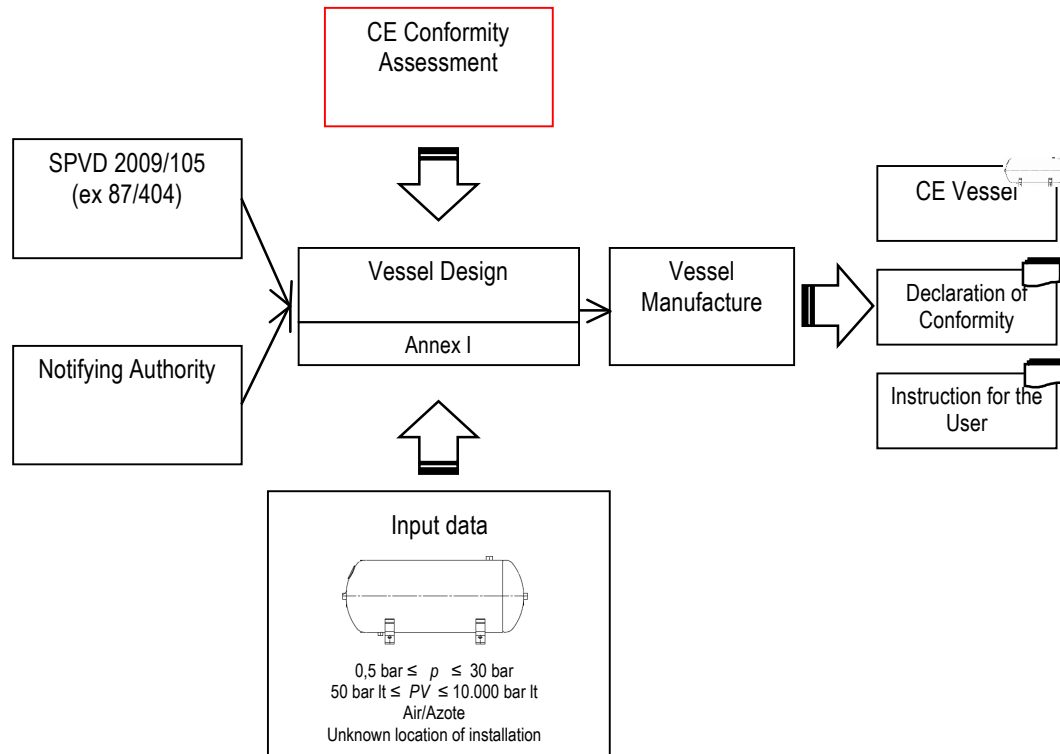 CE Conformity
Assessment
SPVD 2009/105
(ex 87/404)
Notifying Authority
Vessel Design
Annex I
Vessel
Manufacture
CE Vessel
Declaration of
Conformity
Instruction for the
User
Input data
0,5 bar ≤ p ≤ 30 bar
50 bar lt ≤ PV ≤ 10.000 bar lt
Air/Azote
Unknown location of installation